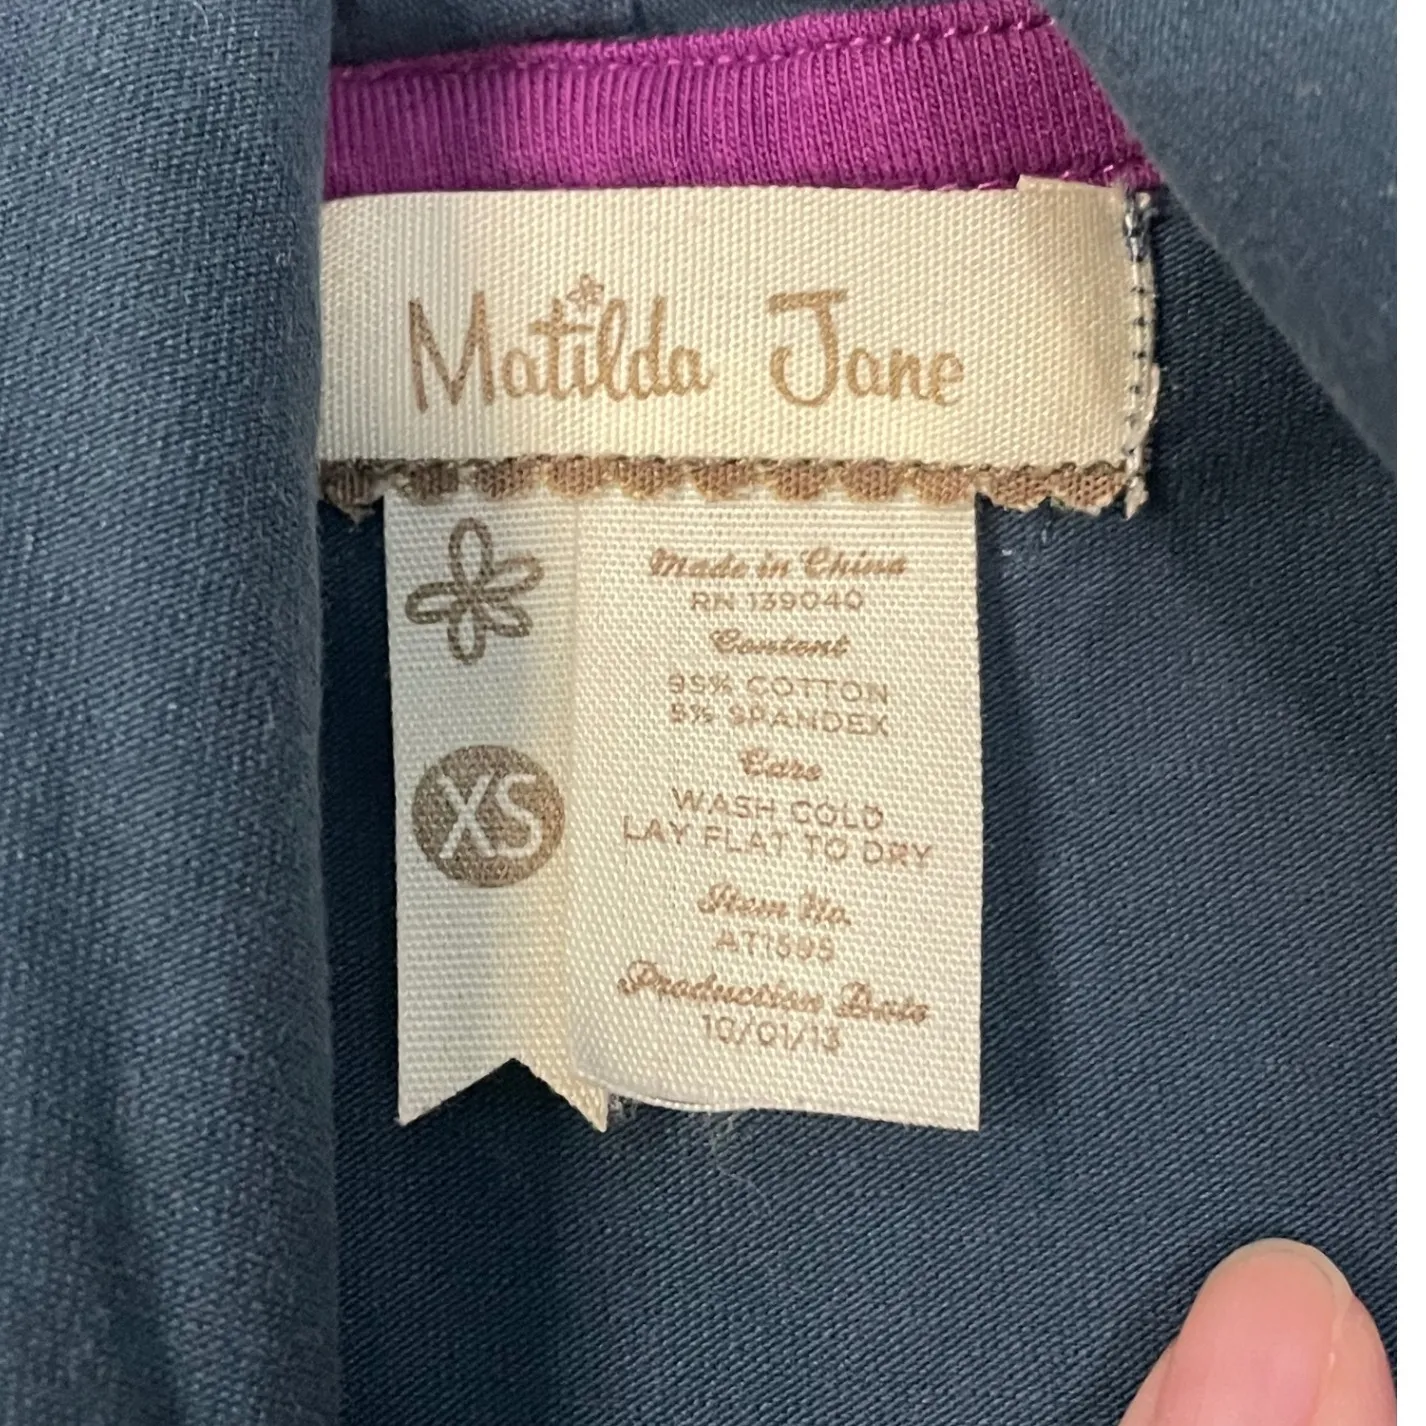 Matilda Jane
XS
Made in China
RN 139040
Content
95% COTTON
5% SPANDEX
Care
WASH COLD
LAY FLAT TO DRY
Item No.
AT1595
Production Date
10/01/13